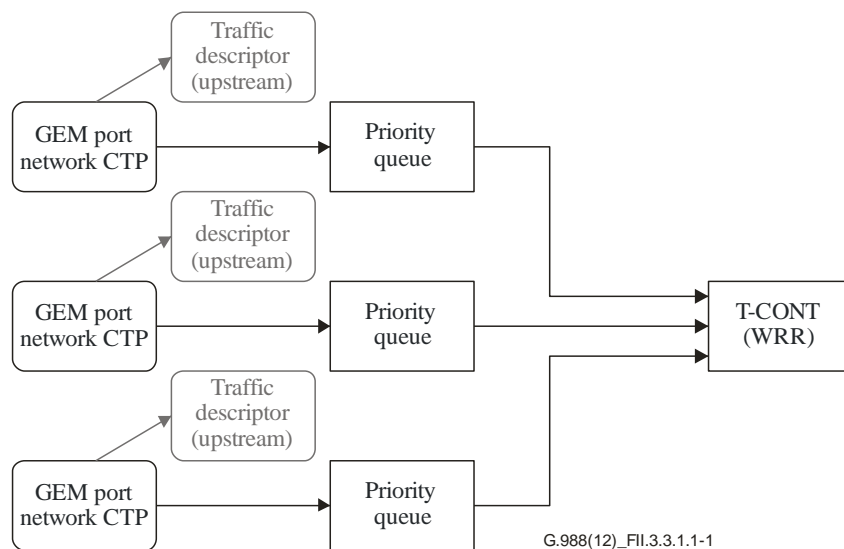 Traffic
descriptor
(upstream)
GEM port
network CTP
Priority
queue
Traffic
descriptor
(upstream)
GEM port
network CTP
Priority
queue
T-CONT
(WRR)
Traffic
descriptor
(upstream)
GEM port
network CTP
Priority
queue
G.988(12)_FII.3.3.1.1-1